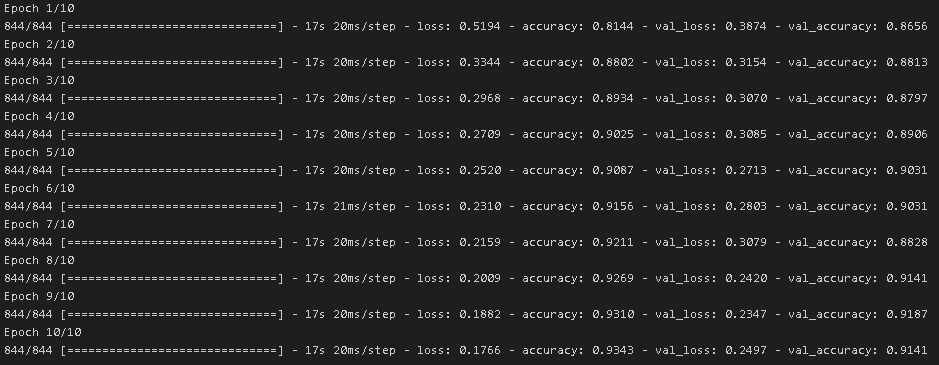 Epoch 1/10
844/844 [==============================] - 17s 20ms/step - loss: 0.5194 - accuracy: 0.8144 - val_loss: 0.3874 - val_accuracy: 0.8656
Epoch 2/10
844/844 [==============================] - 17s 20ms/step - loss: 0.3344 - accuracy: 0.8802 - val_loss: 0.3154 - val_accuracy: 0.8813
Epoch 3/10
844/844 [==============================] - 17s 20ms/step - loss: 0.2968 - accuracy: 0.8934 - val_loss: 0.3070 - val_accuracy: 0.8797
Epoch 4/10
844/844 [==============================] - 17s 20ms/step - loss: 0.2709 - accuracy: 0.9025 - val_loss: 0.3085 - val_accuracy: 0.8906
Epoch 5/10
844/844 [==============================] - 17s 20ms/step - loss: 0.2520 - accuracy: 0.9087 - val_loss: 0.2713 - val_accuracy: 0.9031
Epoch 6/10
844/844 [==============================] - 17s 21ms/step - loss: 0.2310 - accuracy: 0.9156 - val_loss: 0.2803 - val_accuracy: 0.9031
Epoch 7/10
844/844 [==============================] - 17s 20ms/step - loss: 0.2159 - accuracy: 0.9211 - val_loss: 0.3079 - val_accuracy: 0.8828
Epoch 8/10
844/844 [==============================] - 17s 20ms/step - loss: 0.2009 - accuracy: 0.9269 - val_loss: 0.2420 - val_accuracy: 0.9141
Epoch 9/10
844/844 [==============================] - 17s 20ms/step - loss: 0.1882 - accuracy: 0.9310 - val_loss: 0.2347 - val_accuracy: 0.9187
Epoch 10/10
844/844 [==============================] - 17s 20ms/step - loss: 0.1766 - accuracy: 0.9343 - val_loss: 0.2497 - val_accuracy: 0.9141